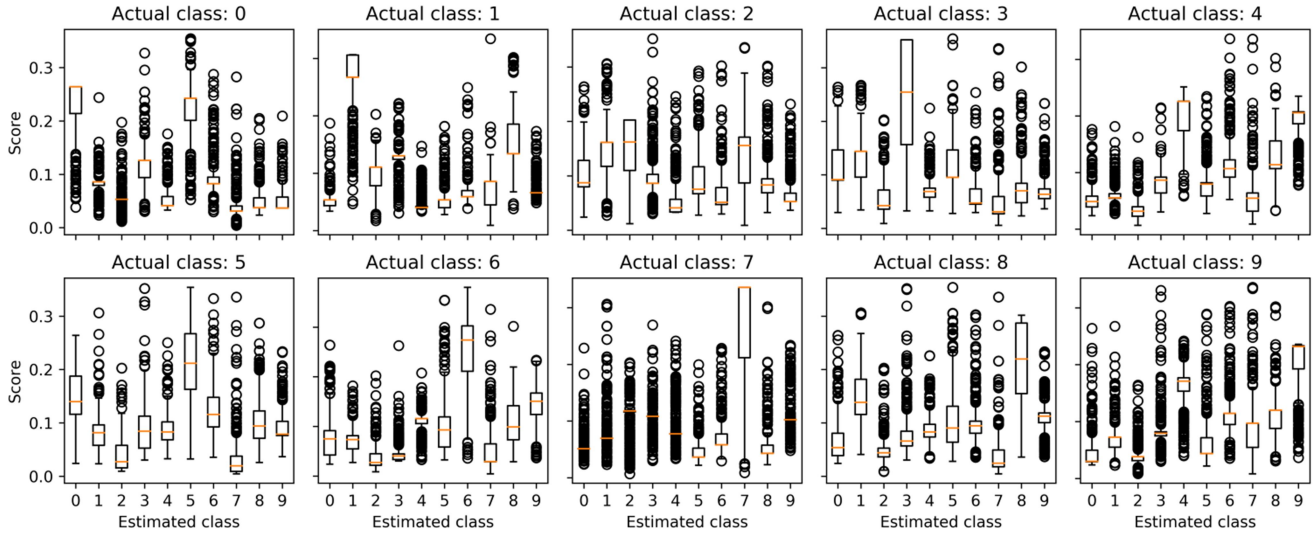 Actual class: 0
Actual class: 1
Actual class: 2
Actual class: 3
Actual class: 4
Score
0.3
0.2
0.1
0.0
Actual class: 5
Actual class: 6
Actual class: 7
Actual class: 8
Actual class: 9
Score
0.3
0.2
0.1
0.0
0 1 2 3 4 5 6 7 8 9
0 1 2 3 4 5 6 7 8 9
0 1 2 3 4 5 6 7 8 9
0 1 2 3 4 5 6 7 8 9
0 1 2 3 4 5 6 7 8 9
Estimated class
Estimated class
Estimated class
Estimated class
Estimated class